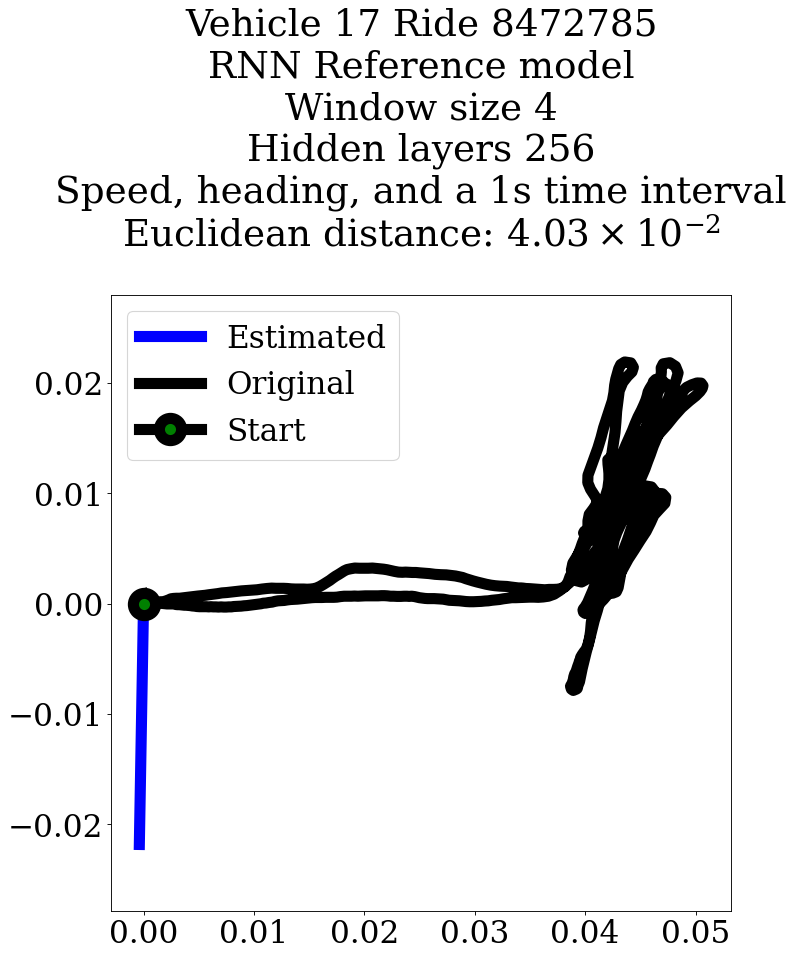 Vehicle 17 Ride 8472785
RNN Reference model
Window size 4
Hidden layers 256
Speed, heading, and a 1s time interval
Euclidean distance: 4.03 × 10⁻²
Estimated
Original
Start
0.02
0.01
0.00
−0.01
−0.02
0.00 0.01 0.02 0.03 0.04 0.05